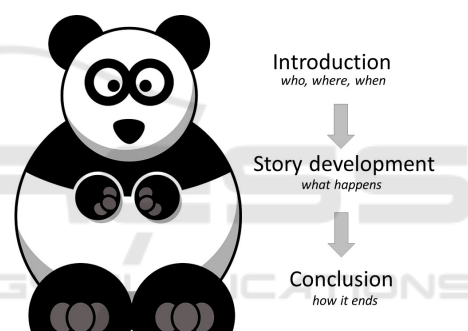 Introduction
who, where, when
Story development
what happens
Conclusion
how it ends